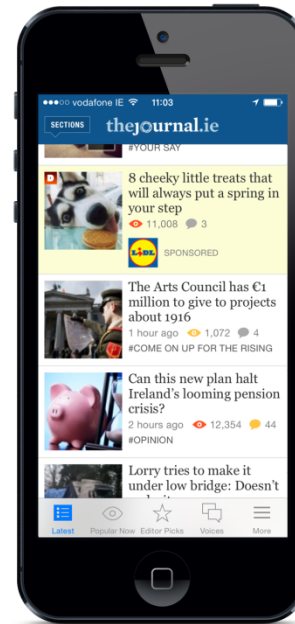 vodafone IE 11:03
SECTIONS
thejournal.ie
#YOUR SAY
D
8 cheeky little treats that
will always put a spring in
your step
11,008 3
LIDL
SPONSORED
The Arts Council has €1
million to give to projects
about 1916
1 hour ago 1,072 4
#COME ON UP FOR THE RISING
Can this new plan halt
Ireland's looming pension
crisis?
2 hours ago 12,354 44
#OPINION
Lorry tries to make it
under low bridge: Doesn't
Latest Popular Now Editor Picks Voices More